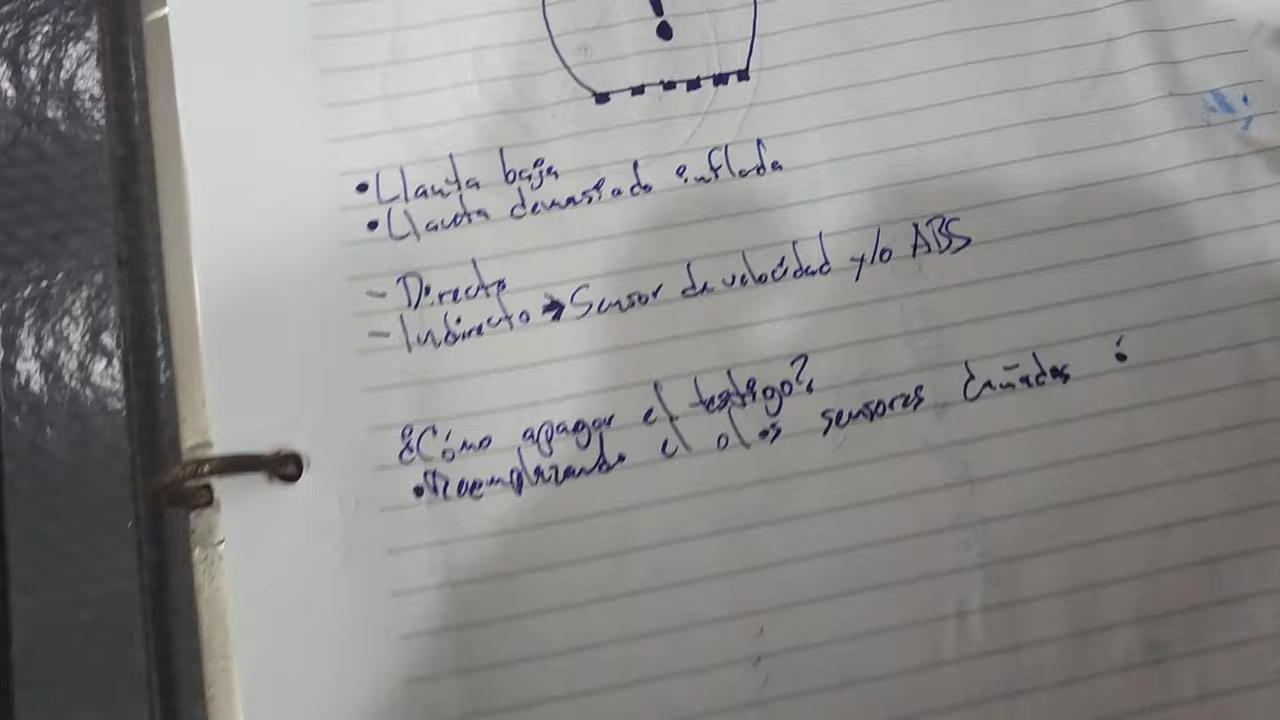 !
•Llanta baja
•Llanta demasiado inflada
- Directo
- Indirecto → Sensor de velocidad y/o ABS
¿Cómo apagar el testigo?
•Reemplazando el o los sensores dañados ó